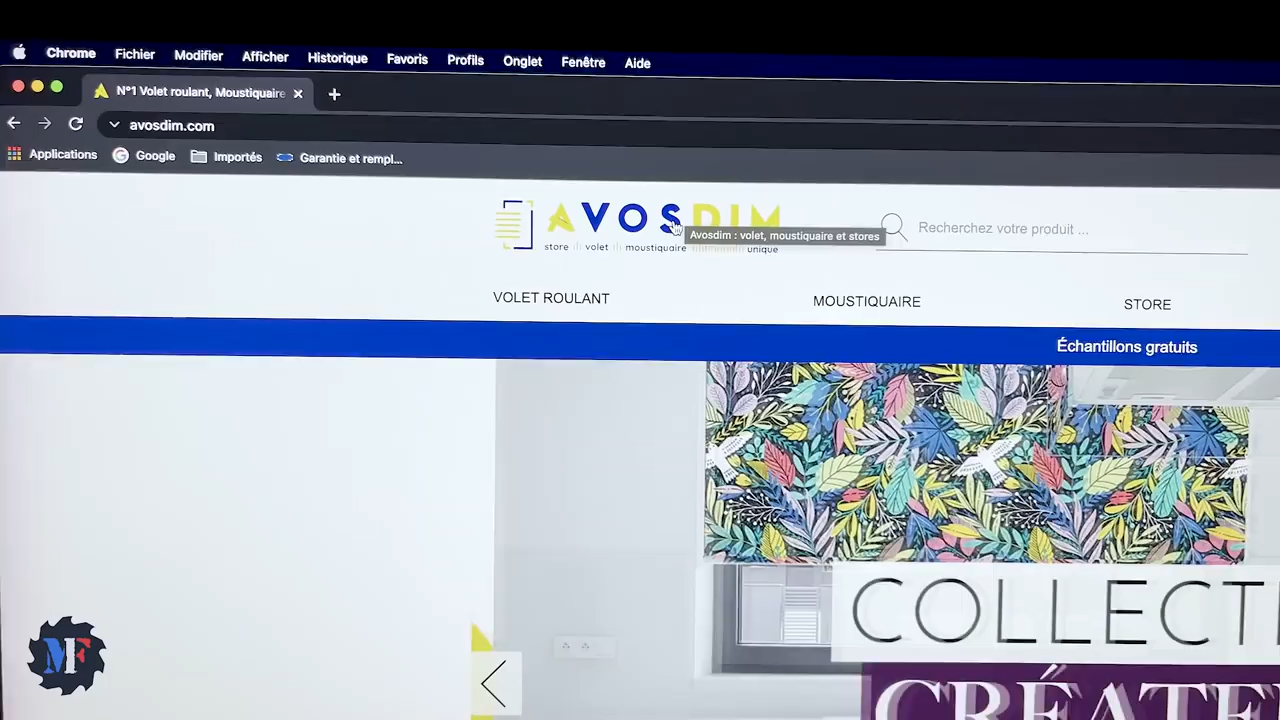 Chrome Fichier Modifier Afficher Historique Favoris Profils Onglet Fenêtre Aide
N°1 Volet roulant, Moustiquaire
avosdim.com
Applications Google Importés Garantie et rempl...
AVOSDIM
Recherchez votre produit ...
Avosdim : volet, moustiquaire et stores
store volet moustiquaire unique
VOLET ROULANT MOUSTIQUAIRE STORE
Échantillons gratuits
COLLECT
CRÉATE
MF